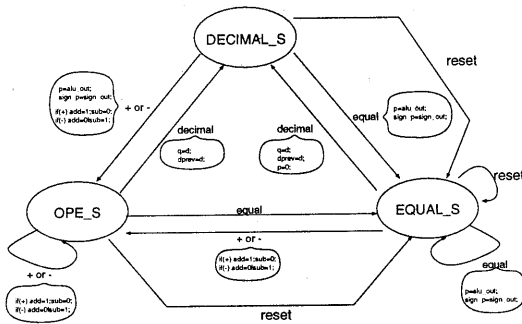 DECIMAL_S
reset
p=alu_out;
sign_p=sign_out;
if(+) add=1;sub=0;
if(-) add=0!sub=1;
+ or -
equal
p=alu_out;
sign_p=sign_out;
decimal
q=d;
dprev=d;
decimal
q=d;
dprev=d;
p=0;
reset
OPE_S
equal
EQUAL_S
+ or -
if(+) add=1;sub=0;
if(-) add=0!sub=1;
+ or -
if(+) add=1;sub=0;
if(-) add=0!sub=1;
equal
p=alu_out;
sign_p=sign_out;
reset